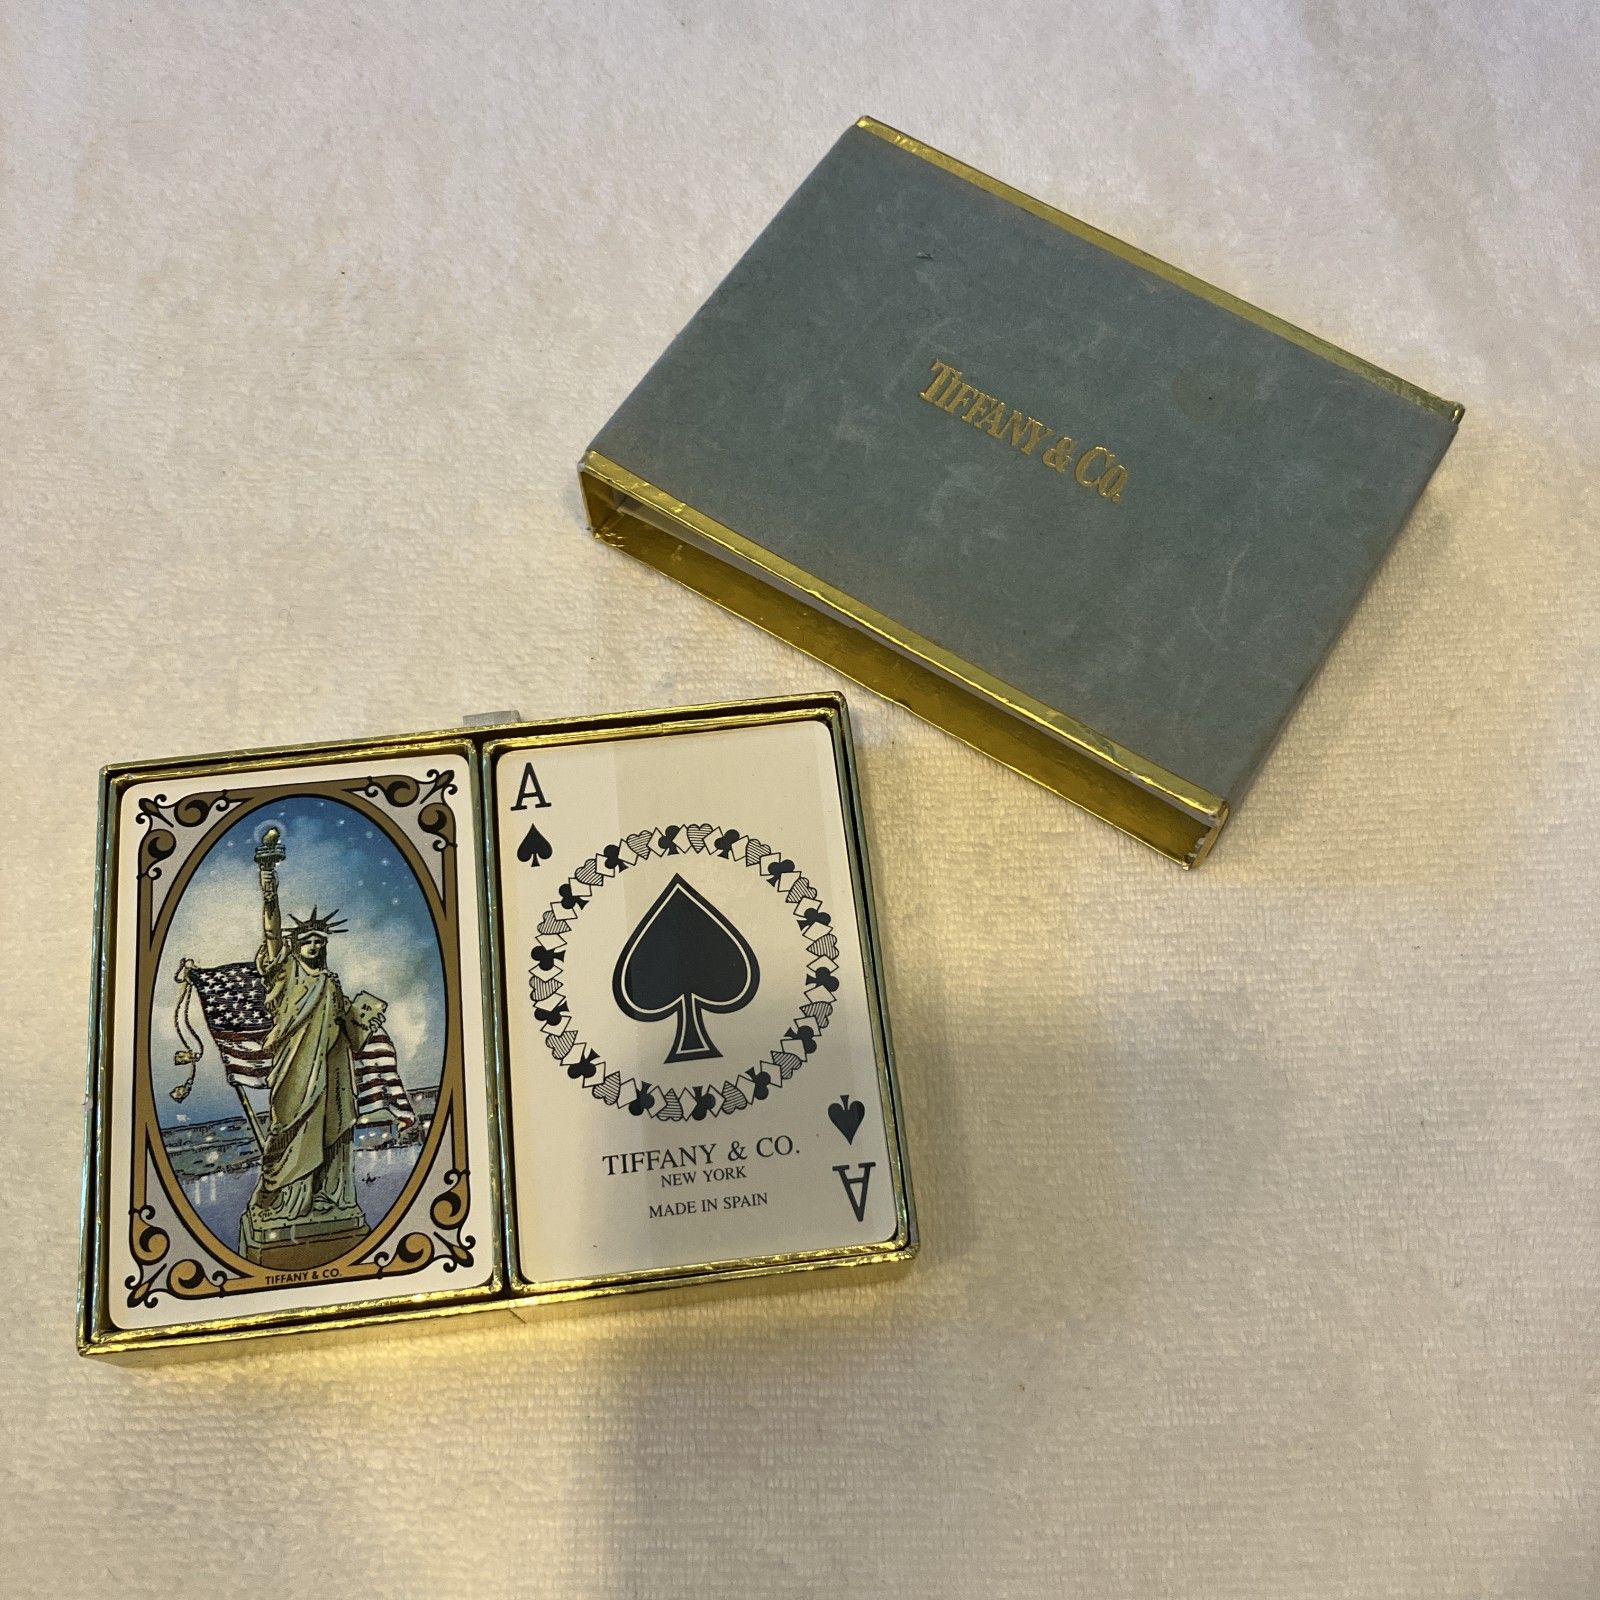 TIFFANY & CO.
A
TIFFANY & CO.
NEW YORK
MADE IN SPAIN
A
TIFFANY & CO.